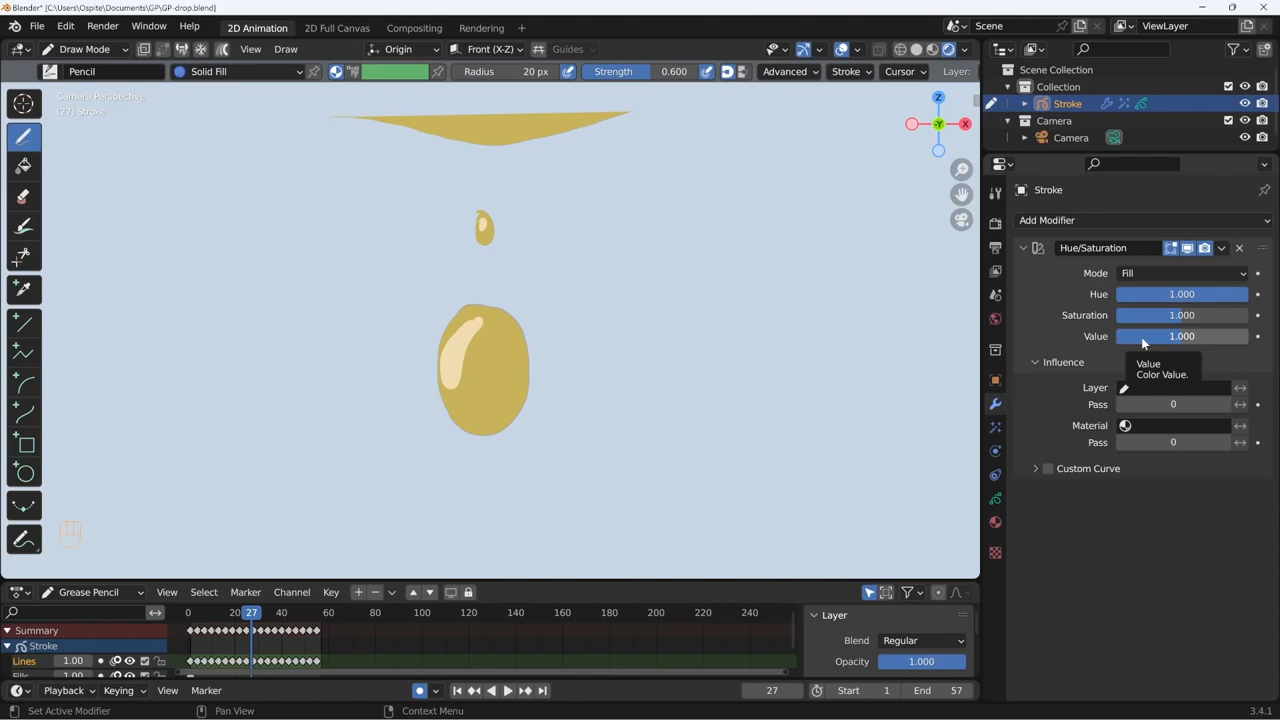 Blender* [C:\Users\Ospite\Documents\GP\GP-drop.blend]
File Edit Render Window Help 2D Animation 2D Full Canvas Compositing Rendering + Scene ViewLayer
Draw Mode View Draw Origin Front (X-Z) Guides
Pencil Solid Fill Radius 20 px Strength 0.600 Advanced Stroke Cursor Layer:
Camera Perspective
(27) Stroke
Z
-Y
X
Scene Collection
Collection
Stroke
Camera
Camera
Stroke
Add Modifier
Hue/Saturation
Mode Fill
Hue 1.000
Saturation 1.000
Value 1.000
Influence
Value
Color Value.
Layer
Pass 0
Material
Pass 0
Custom Curve
Grease Pencil View Select Marker Channel Key
0 20 27 40 60 80 100 120 140 160 180 200 220 240
Summary
Stroke
Lines 1.00
Fills 1.00
Layer
Blend Regular
Opacity 1.000
Playback Keying View Marker 27 Start 1 End 57
Set Active Modifier Pan View Context Menu 3.4.1